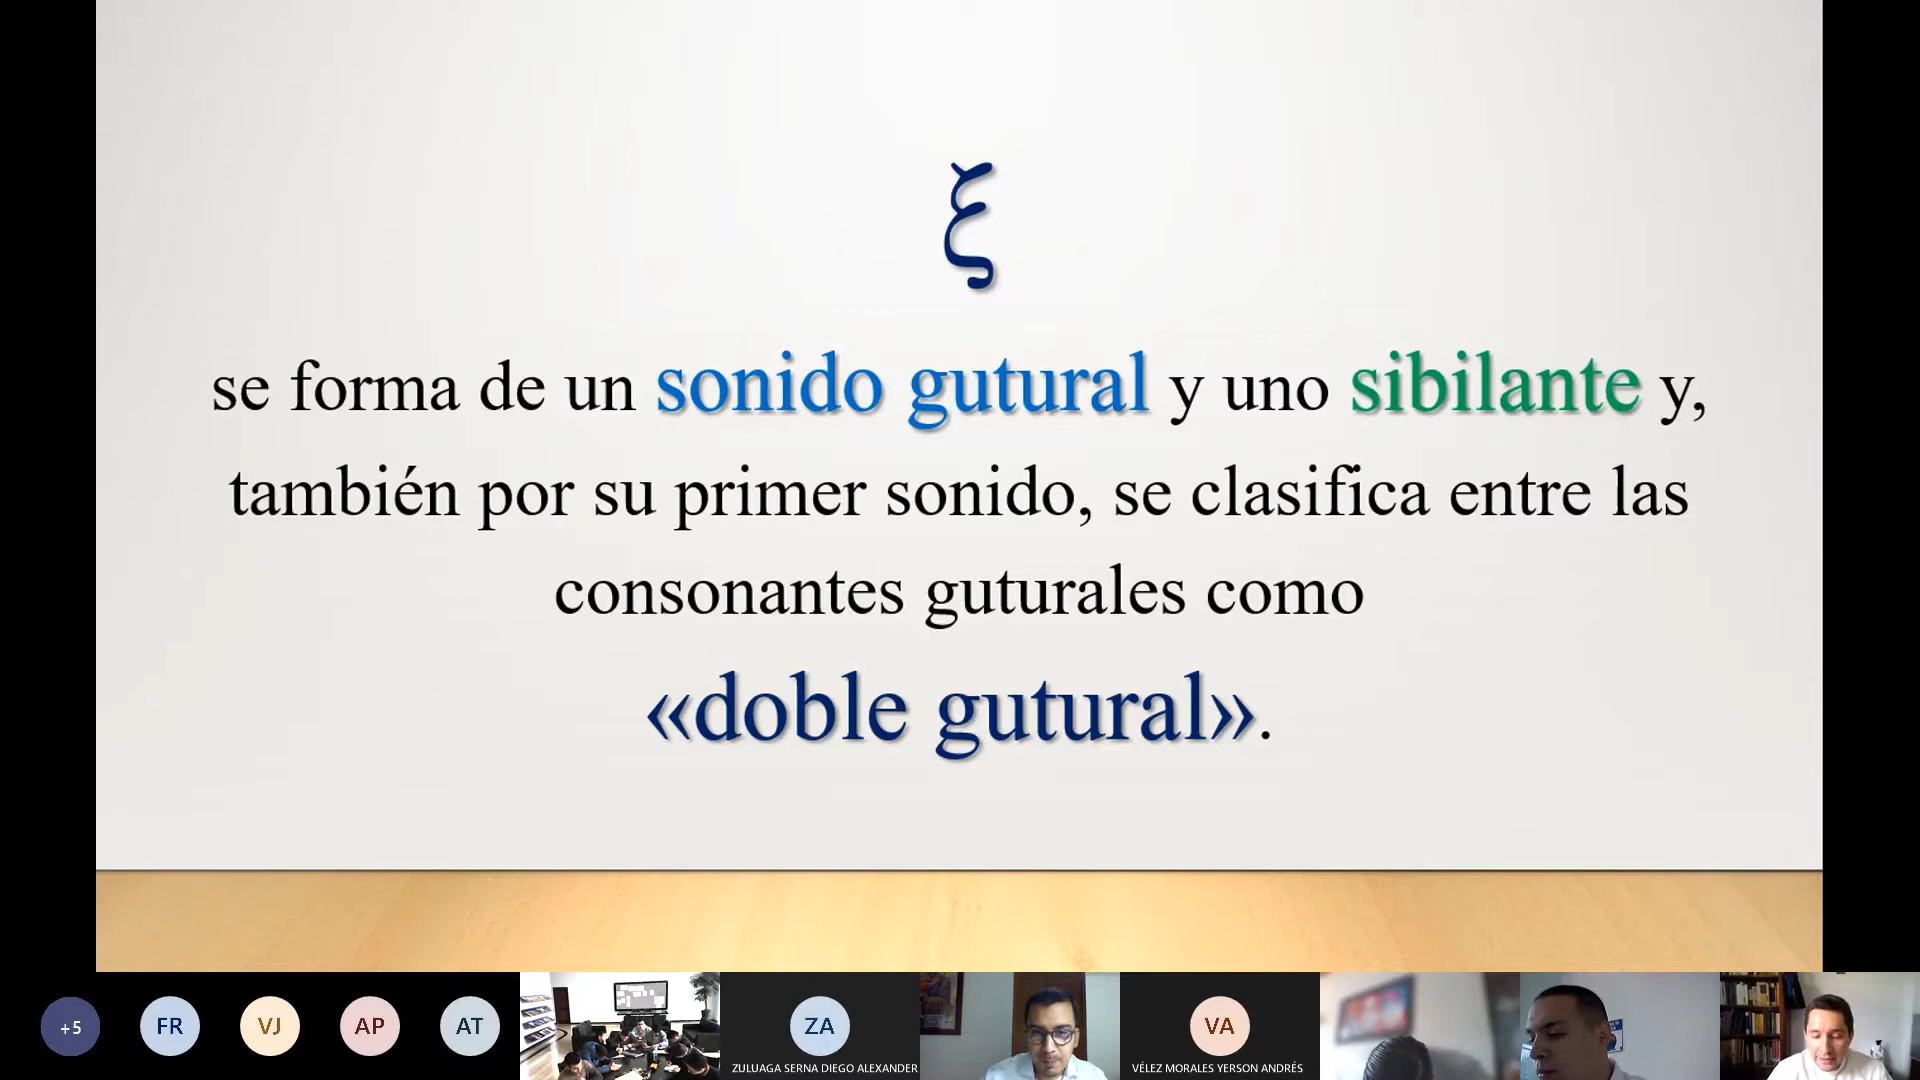 ξ
se forma de un sonido gutural y uno sibilante y,
también por su primer sonido, se clasifica entre las
consonantes guturales como
«doble gutural».
+5
FR
VJ
AP
AT
ZA
ZULUAGA SERNA DIEGO ALEXANDER
VA
VÉLEZ MORALES YERSON ANDRÉS